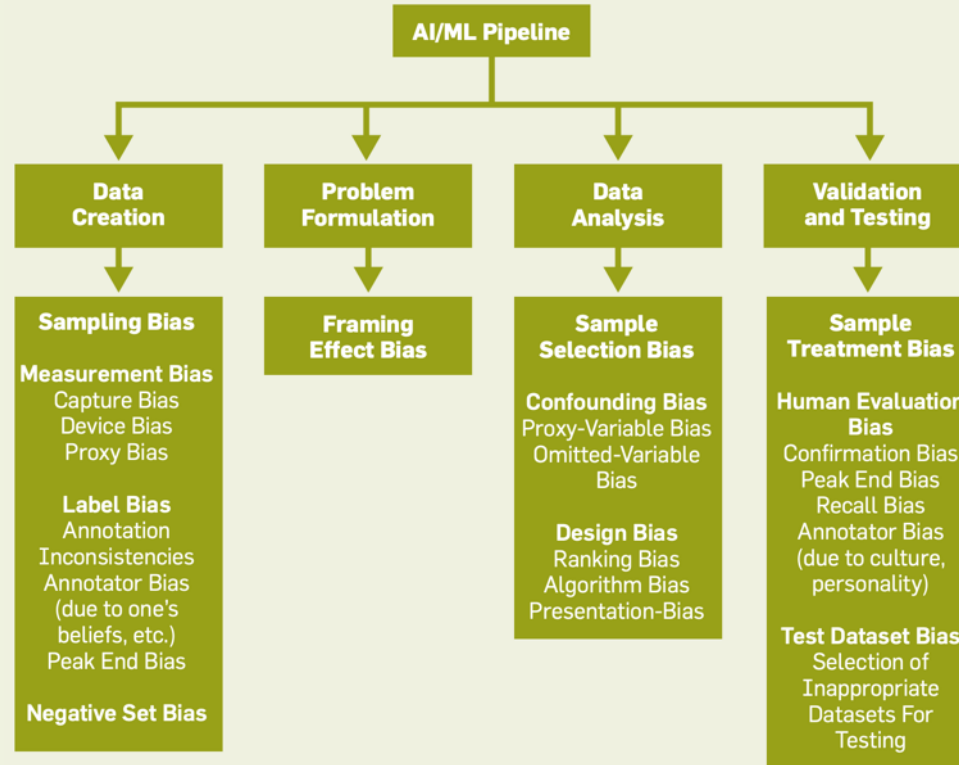 AI/ML Pipeline
Data
Creation
Problem
Formulation
Data
Analysis
Validation
and Testing
Sampling Bias
Measurement Bias
Capture Bias
Device Bias
Proxy Bias
Label Bias
Annotation
Inconsistencies
Annotator Bias
(due to one's
beliefs, etc.)
Peak End Bias
Negative Set Bias
Framing
Effect Bias
Sample
Selection Bias
Confounding Bias
Proxy-Variable Bias
Omitted-Variable
Bias
Design Bias
Ranking Bias
Algorithm Bias
Presentation-Bias
Sample
Treatment Bias
Human Evaluation
Bias
Confirmation Bias
Peak End Bias
Recall Bias
Annotator Bias
(due to culture,
personality)
Test Dataset Bias
Selection of
Inappropriate
Datasets For
Testing